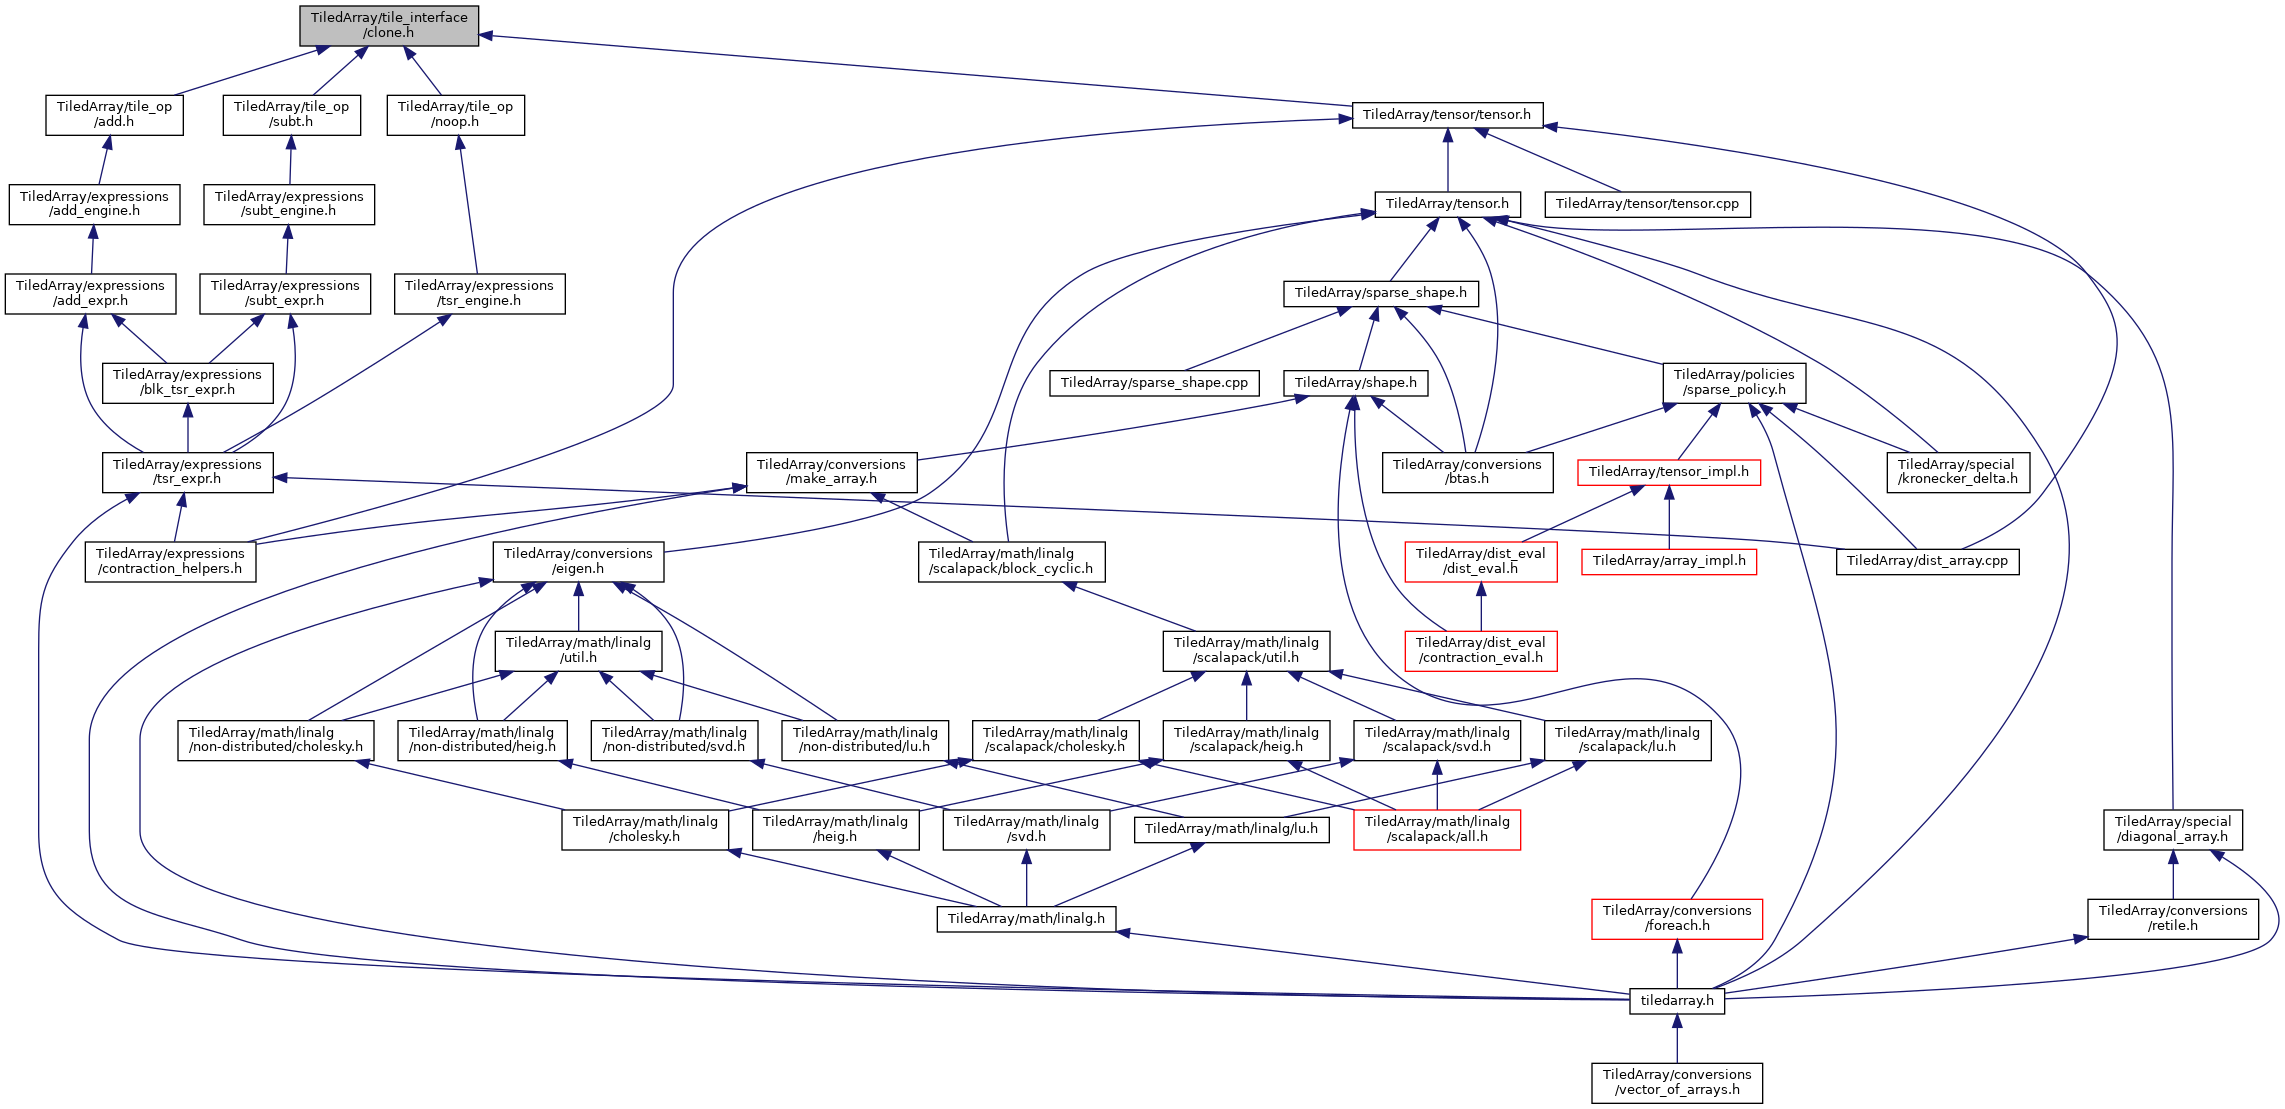 TiledArray/tile_interface
/clone.h
TiledArray/tile_op
/add.h
TiledArray/tile_op
/subt.h
TiledArray/tile_op
/noop.h
TiledArray/tensor/tensor.h
TiledArray/expressions
/add_engine.h
TiledArray/expressions
/subt_engine.h
TiledArray/tensor.h
TiledArray/tensor/tensor.cpp
TiledArray/expressions
/add_expr.h
TiledArray/expressions
/subt_expr.h
TiledArray/expressions
/tsr_engine.h
TiledArray/sparse_shape.h
TiledArray/expressions
/blk_tsr_expr.h
TiledArray/sparse_shape.cpp
TiledArray/shape.h
TiledArray/policies
/sparse_policy.h
TiledArray/expressions
/tsr_expr.h
TiledArray/conversions
/make_array.h
TiledArray/conversions
/btas.h
TiledArray/tensor_impl.h
TiledArray/special
/kronecker_delta.h
TiledArray/expressions
/contraction_helpers.h
TiledArray/conversions
/eigen.h
TiledArray/math/linalg
/scalapack/block_cyclic.h
TiledArray/dist_eval
/dist_eval.h
TiledArray/array_impl.h
TiledArray/dist_array.cpp
TiledArray/math/linalg
/util.h
TiledArray/math/linalg
/scalapack/util.h
TiledArray/dist_eval
/contraction_eval.h
TiledArray/math/linalg
/non-distributed/cholesky.h
TiledArray/math/linalg
/non-distributed/heig.h
TiledArray/math/linalg
/non-distributed/svd.h
TiledArray/math/linalg
/non-distributed/lu.h
TiledArray/math/linalg
/scalapack/cholesky.h
TiledArray/math/linalg
/scalapack/heig.h
TiledArray/math/linalg
/scalapack/svd.h
TiledArray/math/linalg
/scalapack/lu.h
TiledArray/math/linalg
/cholesky.h
TiledArray/math/linalg
/heig.h
TiledArray/math/linalg
/svd.h
TiledArray/math/linalg/lu.h
TiledArray/math/linalg
/scalapack/all.h
TiledArray/special
/diagonal_array.h
TiledArray/math/linalg.h
TiledArray/conversions
/foreach.h
TiledArray/conversions
/retile.h
tiledarray.h
TiledArray/conversions
/vector_of_arrays.h